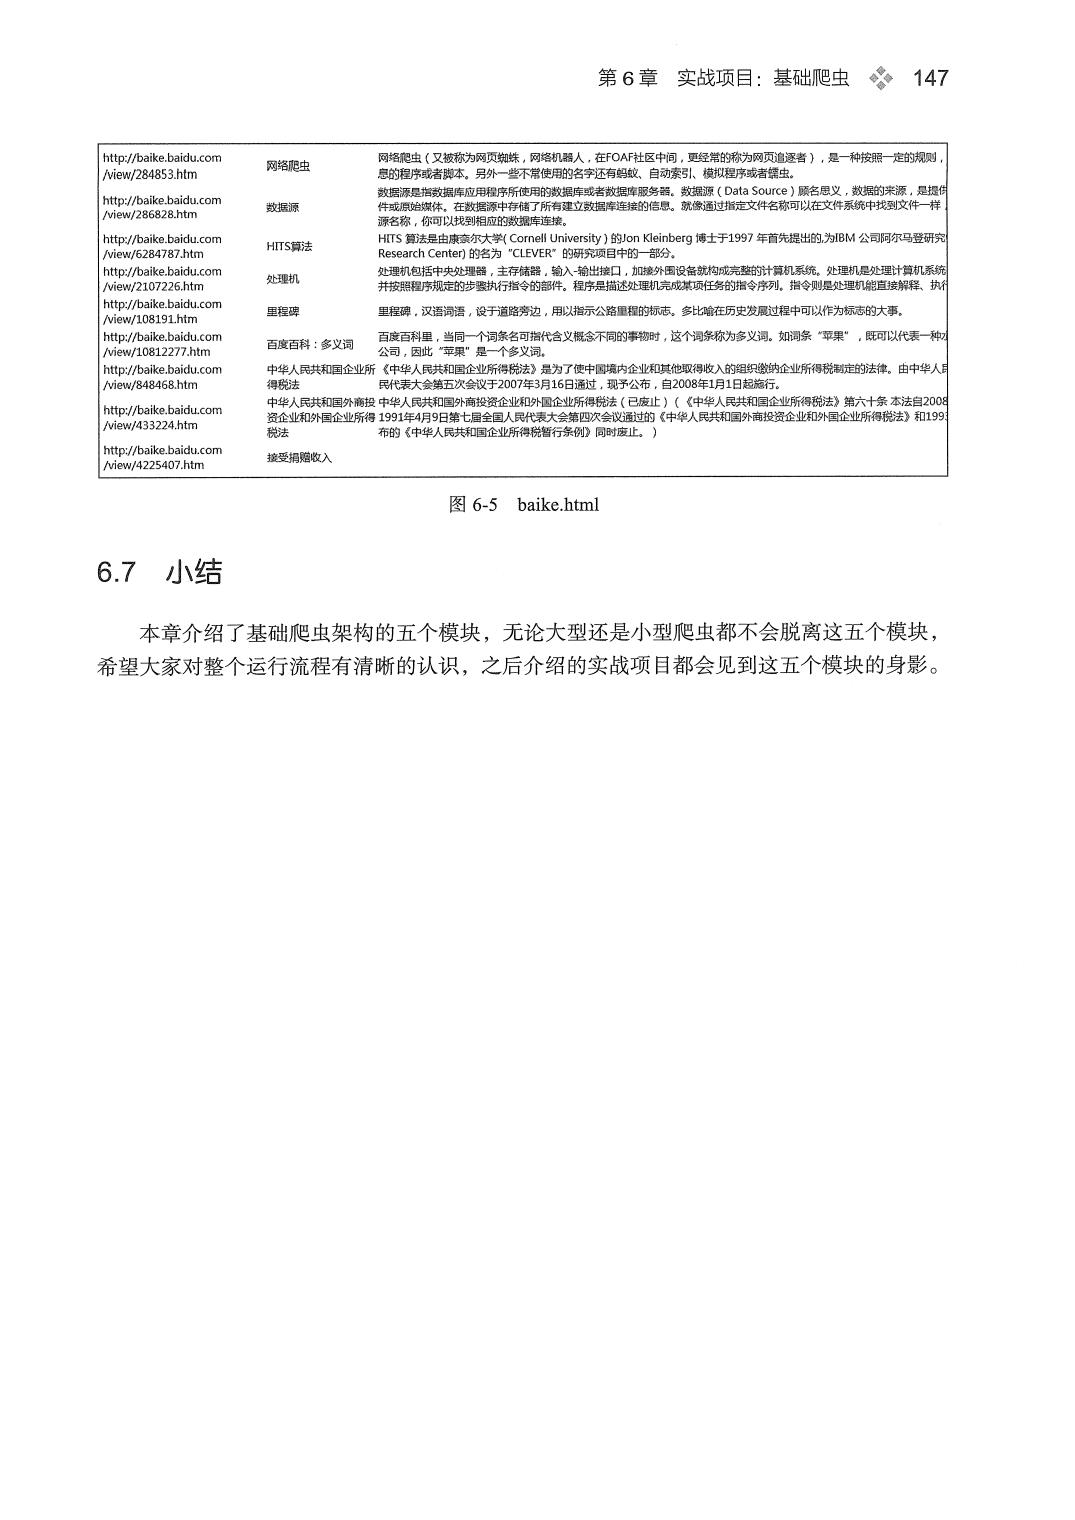 第 6 章 实战项目：基础爬虫 147
http://baike.baidu.com
/view/284853.htm
网络爬虫
网络爬虫（又被称为网页蜘蛛，网络机器人，在FOAF社区中间，更经常的称为网页追逐者），是一种按照一定的规则，
息的程序或者脚本。另外一些不常使用的名字还有蚂蚁、自动索引、模拟程序或者蠕虫。
http://baike.baidu.com
/view/286828.htm
数据源
数据源是指数据库应用程序所使用的数据库或者数据库服务器。数据源（Data Source）顾名思义，数据的来源，是提供
件或原始媒体。在数据源中存储了所有建立数据库连接的信息。就像通过指定文件名称可以在文件系统中找到文件一样，
源名称，你可以找到相应的数据库连接。
http://baike.baidu.com
/view/6284787.htm
HITS算法
HITS 算法是由康奈尔大学( Cornell University ) 的Jon Kleinberg 博士于1997 年首先提出的,为IBM 公司阿尔马登研究
Research Center) 的名为“CLEVER”的研究项目中的一部分。
http://baike.baidu.com
/view/2107226.htm
处理机
处理机包括中央处理器，主存储器，输入-输出接口，加接外围设备就构成完整的计算机系统。处理机是处理计算机系统
并按照程序规定的步骤执行指令的部件。程序是描述处理机完成某项任务的指令序列。指令则是处理机能直接解释、执行
http://baike.baidu.com
/view/108191.htm
里程碑
里程碑，汉语词语，设于道路旁边，用以指示公路里程的标志。多比喻在历史发展过程中可以作为标志的大事。
http://baike.baidu.com
/view/10812277.htm
百度百科：多义词
百度百科里，当同一个词条名可指代含义概念不同的事物时，这个词条称为多义词。如词条“苹果”，既可以代表一种水
公司，因此“苹果”是一个多义词。
http://baike.baidu.com
/view/848468.htm
中华人民共和国企业所
得税法
《中华人民共和国企业所得税法》是为了使中国境内企业和其他取得收入的组织缴纳企业所得税制定的法律。由中华人民
民代表大会第五次会议于2007年3月16日通过，现予公布，自2008年1月1日起施行。
http://baike.baidu.com
/view/433224.htm
中华人民共和国外商投
资企业和外国企业所得
税法
中华人民共和国外商投资企业和外国企业所得税法（已废止）（《中华人民共和国企业所得税法》第六十条 本法自2008
1991年4月9日第七届全国人民代表大会第四次会议通过的《中华人民共和国外商投资企业和外国企业所得税法》和1993
布的《中华人民共和国企业所得税暂行条例》同时废止。）
http://baike.baidu.com
/view/4225407.htm
接受捐赠收入
图 6-5 baike.html
6.7 小结
本章介绍了基础爬虫架构的五个模块，无论大型还是小型爬虫都不会脱离这五个模块，
希望大家对整个运行流程有清晰的认识，之后介绍的实战项目都会见到这五个模块的身影。